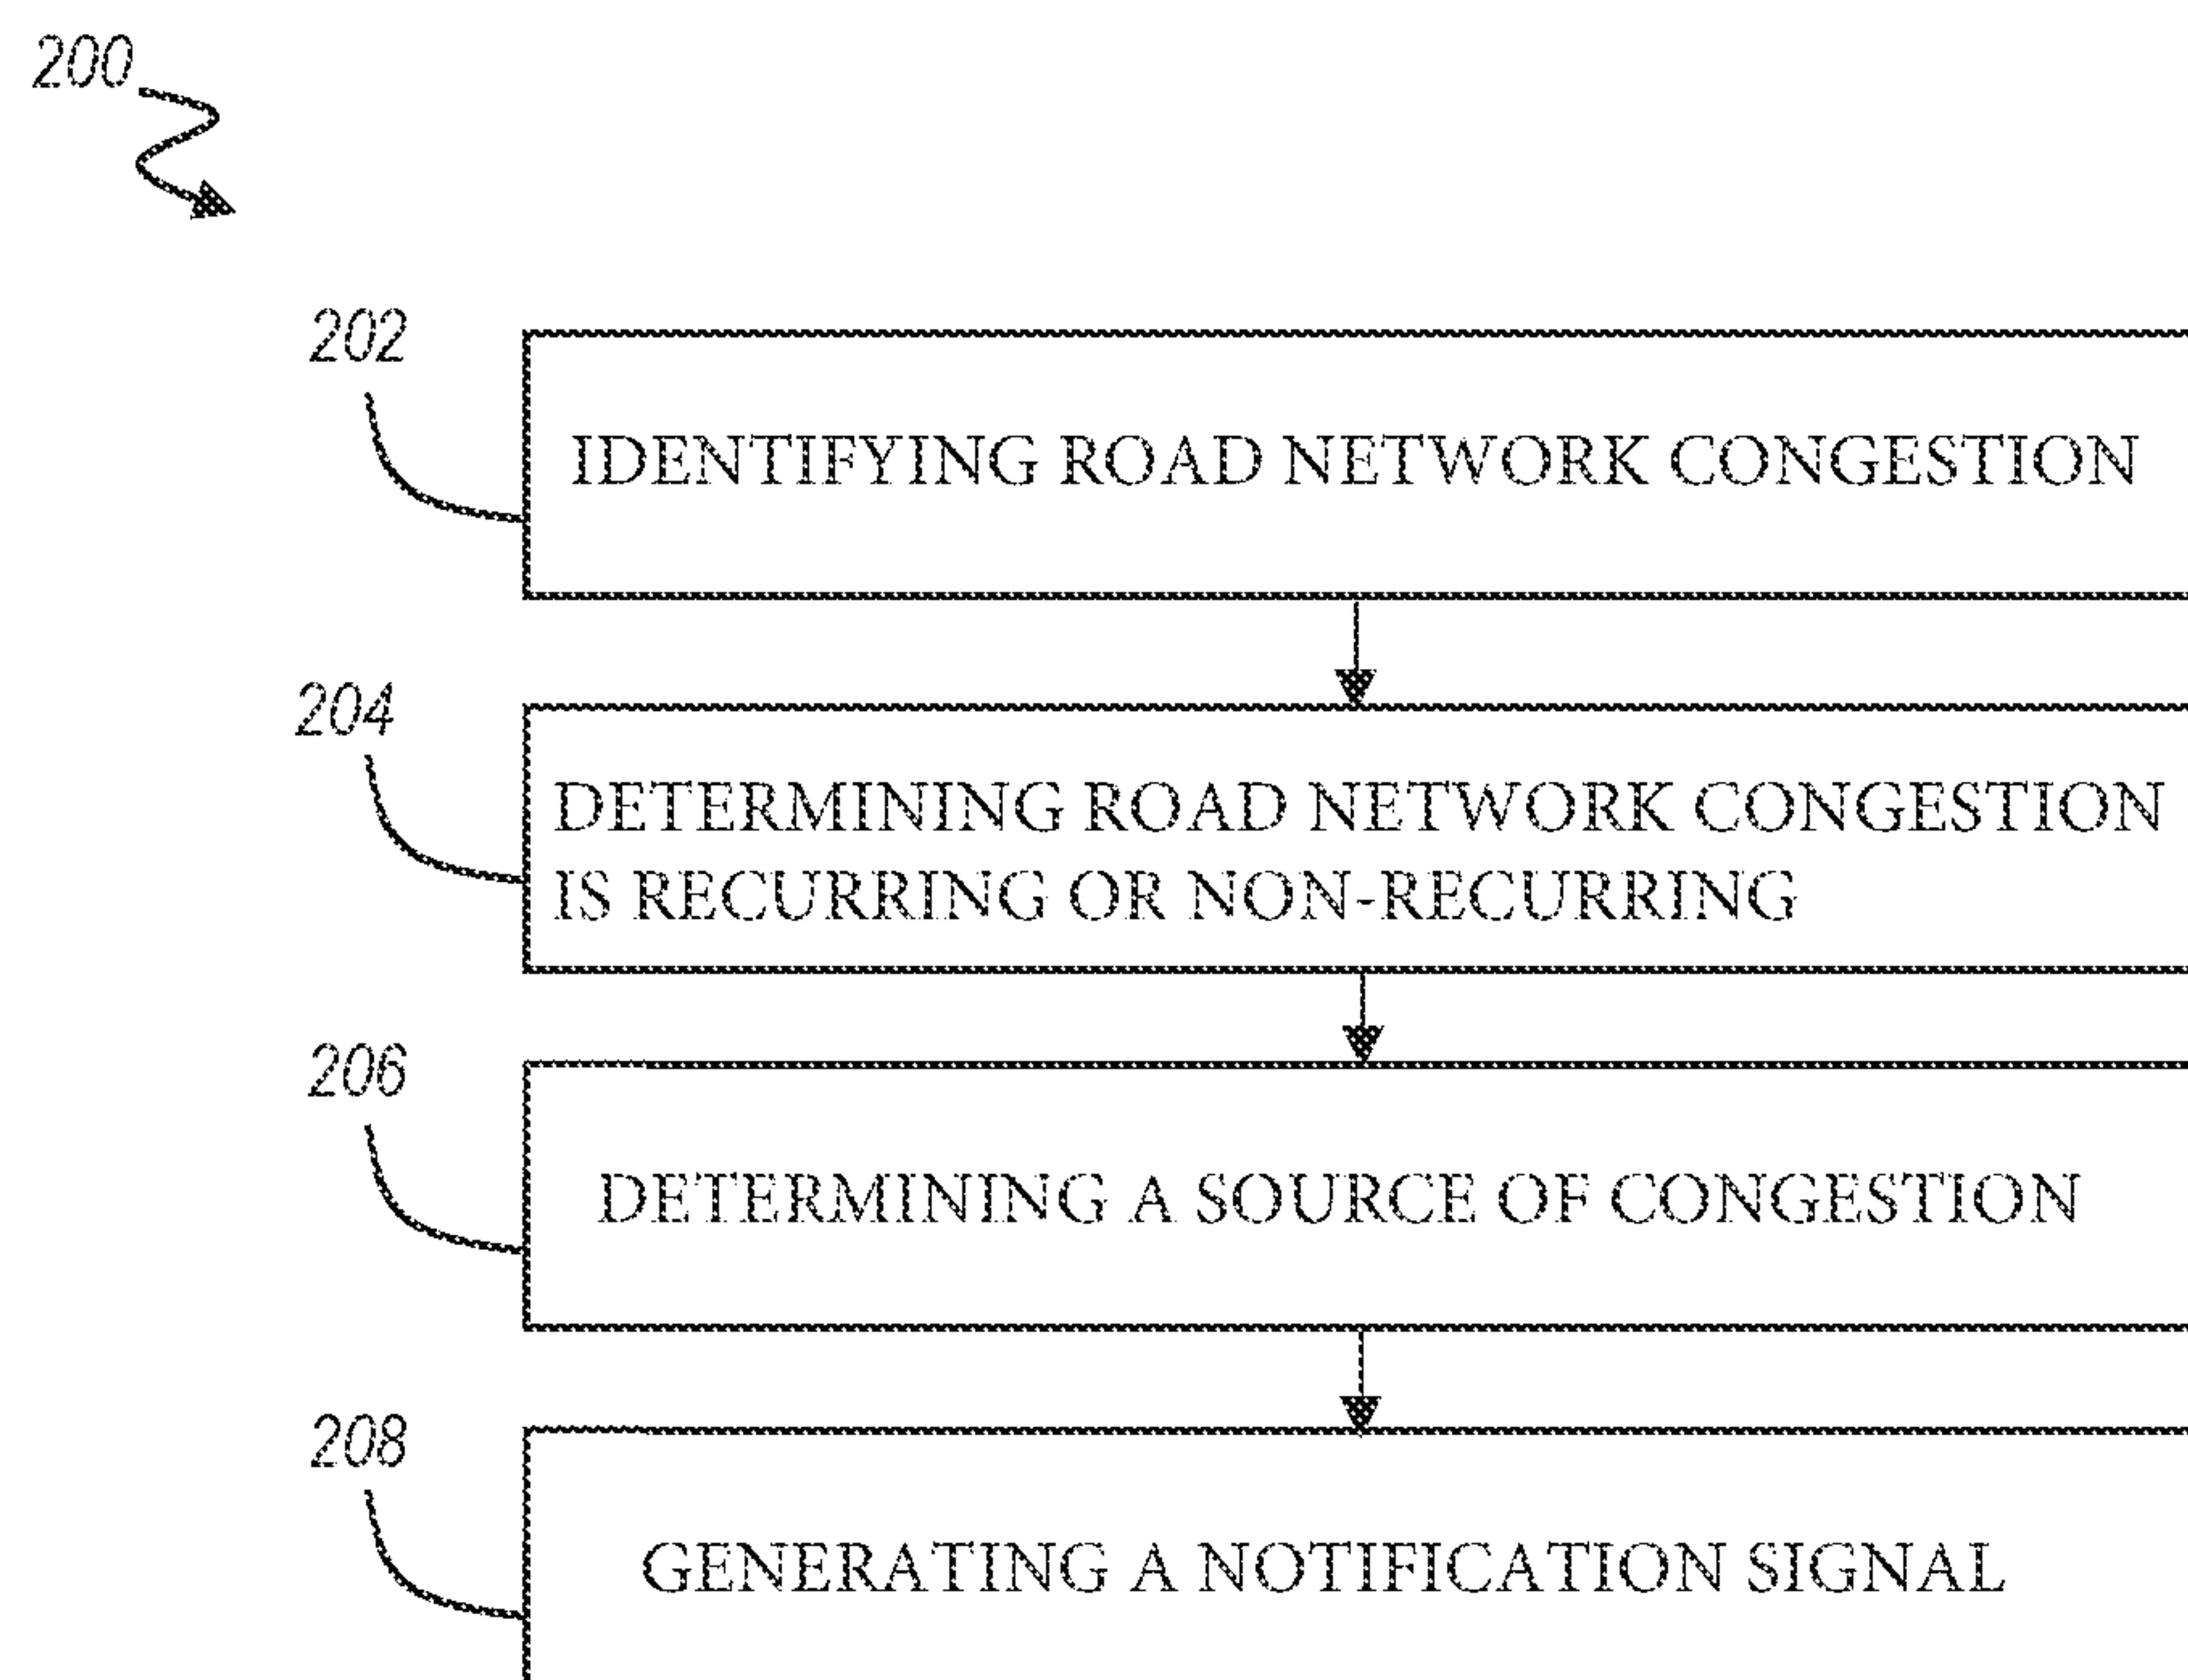 200
202
IDENTIFYING ROAD NETWORK CONGESTION
204
DETERMINING ROAD NETWORK CONGESTION
IS RECURRING OR NON-RECURRING
206
DETERMINING A SOURCE OF CONGESTION
208
GENERATING A NOTIFICATION SIGNAL